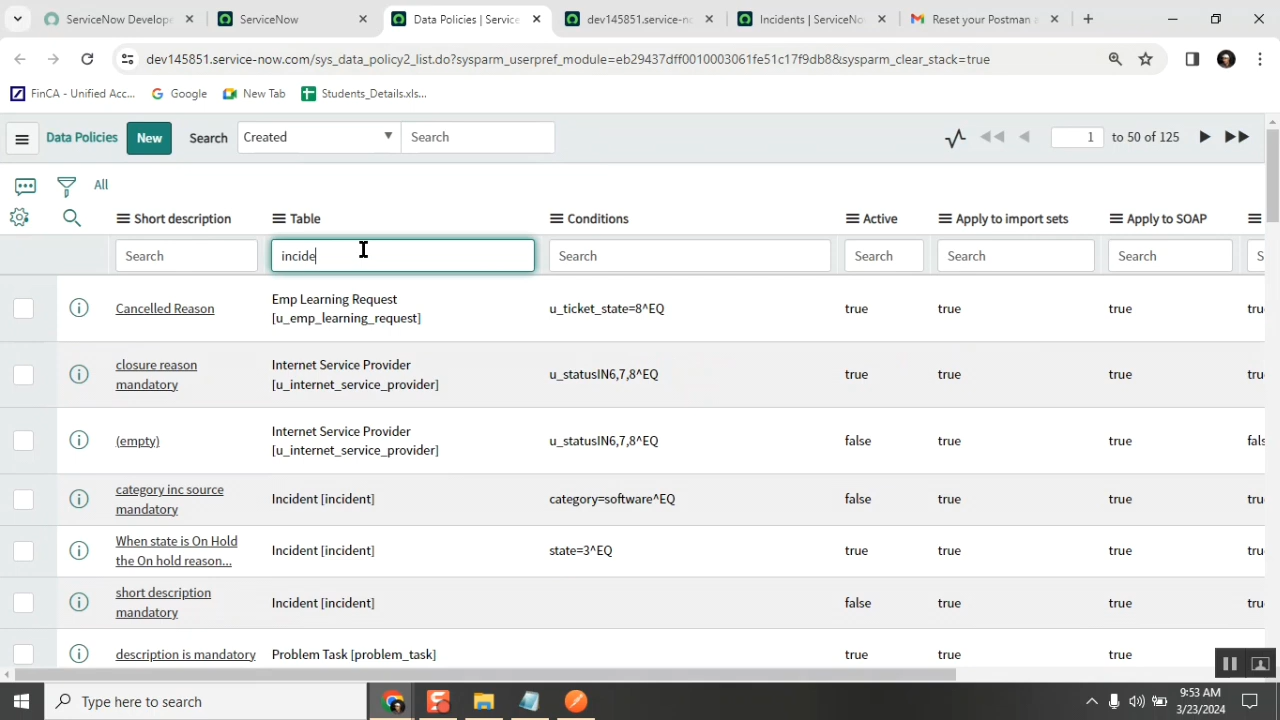 ServiceNow Develope
ServiceNow
Data Policies | Service
dev145851.service-no
Incidents | ServiceNo
Reset your Postman
dev145851.service-now.com/sys_data_policy2_list.do?sysparm_userpref_module=eb29437dff0010003061fe51c17f9db8&sysparm_clear_stack=true
FinCA - Unified Acc...
Google
New Tab
Students_Details.xls...
Data Policies
New
Search
Created
Search
1 to 50 of 125
All
Short description
Table
Conditions
Active
Apply to import sets
Apply to SOAP
Search
incide
Search
Search
Search
Search
S
Cancelled Reason
Emp Learning Request
[u_emp_learning_request]
u_ticket_state=8^EQ
true
true
true
tru
closure reason
mandatory
Internet Service Provider
[u_internet_service_provider]
u_statusIN6,7,8^EQ
true
true
true
tru
(empty)
Internet Service Provider
[u_internet_service_provider]
u_statusIN6,7,8^EQ
false
true
true
fals
category inc source
mandatory
Incident [incident]
category=software^EQ
false
true
true
tru
When state is On Hold
the On hold reason...
Incident [incident]
state=3^EQ
true
true
true
tru
short description
mandatory
Incident [incident]
false
true
true
tru
description is mandatory
Problem Task [problem_task]
true
true
true
tru
Type here to search
9:53 AM
3/23/2024